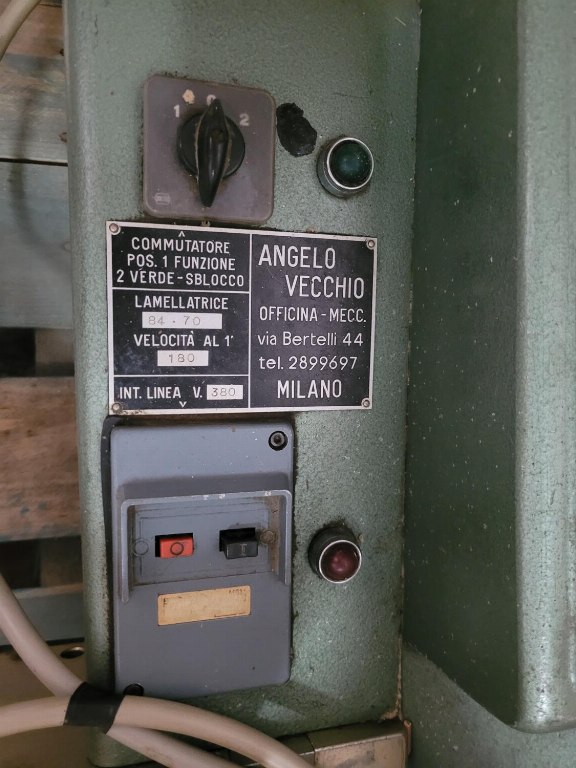 1 0 2
COMMUTATORE
POS. 1 FUNZIONE
2 VERDE-SBLOCCO
LAMELLATRICE
84 · 70
VELOCITÀ AL 1'
180
INT. LINEA V. 380
ANGELO
VECCHIO
OFFICINA-MECC.
via Bertelli 44
tel. 2899697
MILANO